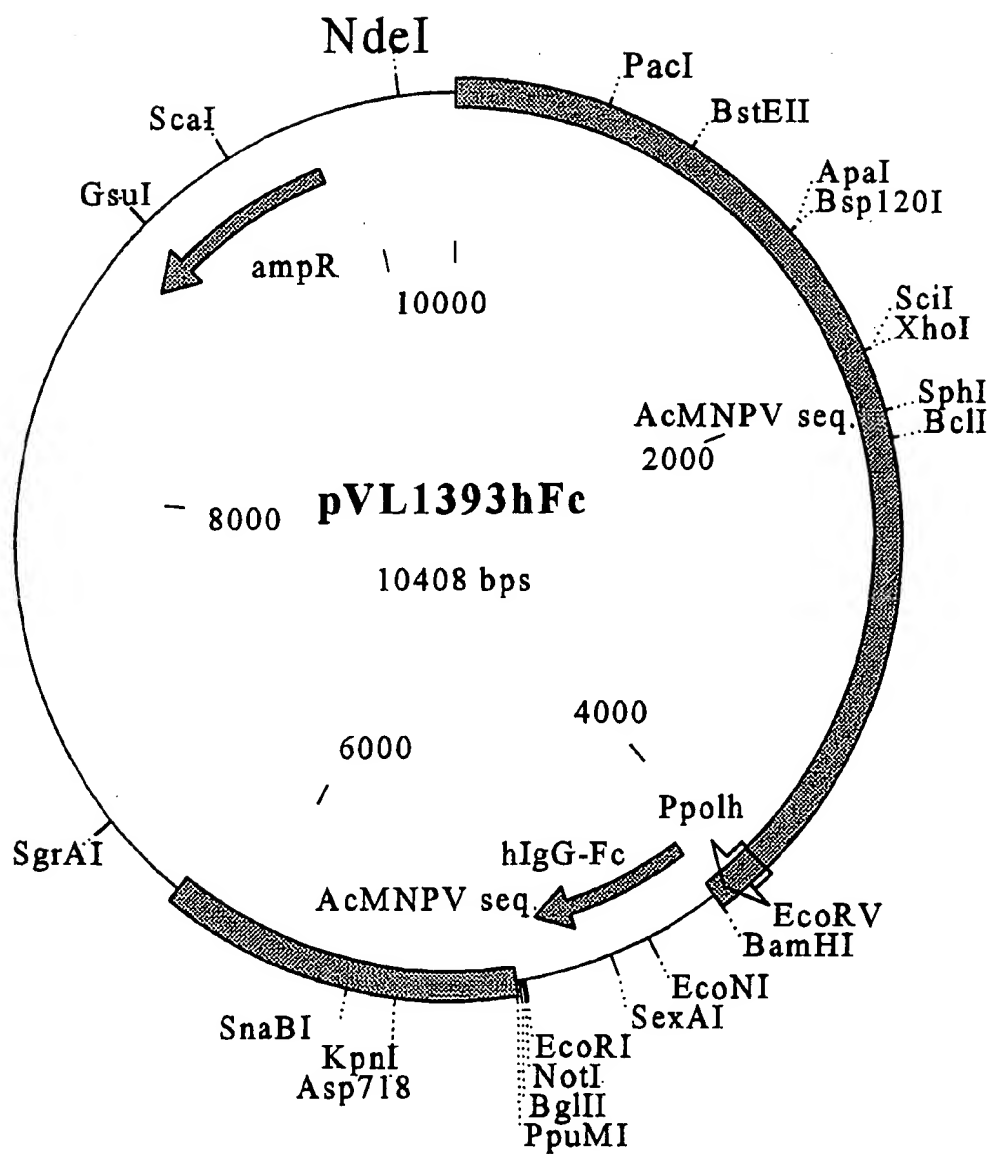 NdeI
PacI
ScaI
BstEII
GsuI
ApaI
Bsp120I
ampR
10000
SciI
XhoI
SphI
AcMNPV seq.
BclI
2000
pVL1393hFc
8000
10408 bps
4000
6000
Ppolh
SgrAI
hIgG-Fc
AcMNPV seq.
EcoRV
BamHI
EcoNI
SexAI
SnaBI
EcoRI
KpnI
NotI
Asp718
BglII
PpuMI